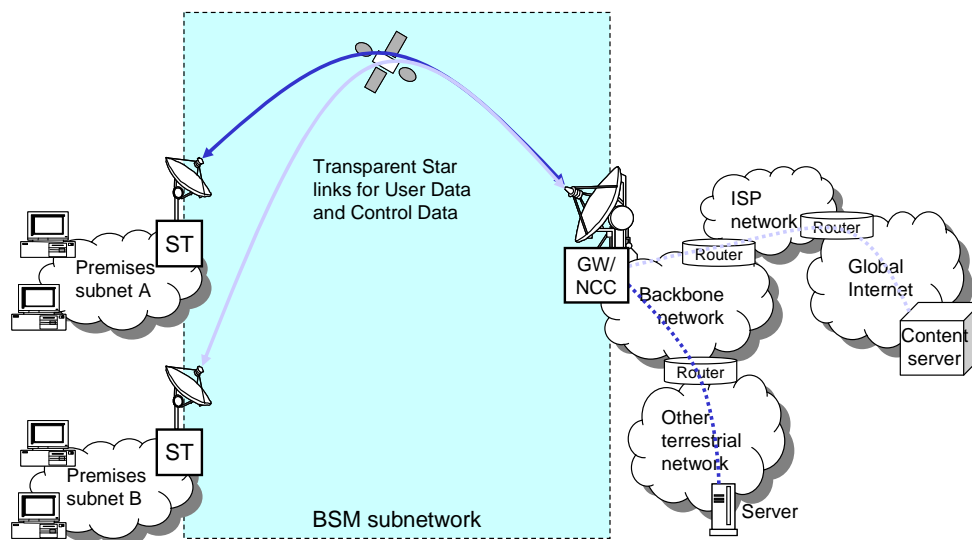 Transparent Star
links for User Data
and Control Data
ST
Premises
subnet A
ST
Premises
subnet B
BSM subnetwork
GW/
NCC
Backbone
network
Router
ISP
network
Router
Global
Internet
Content
server
Router
Other
terrestrial
network
Server